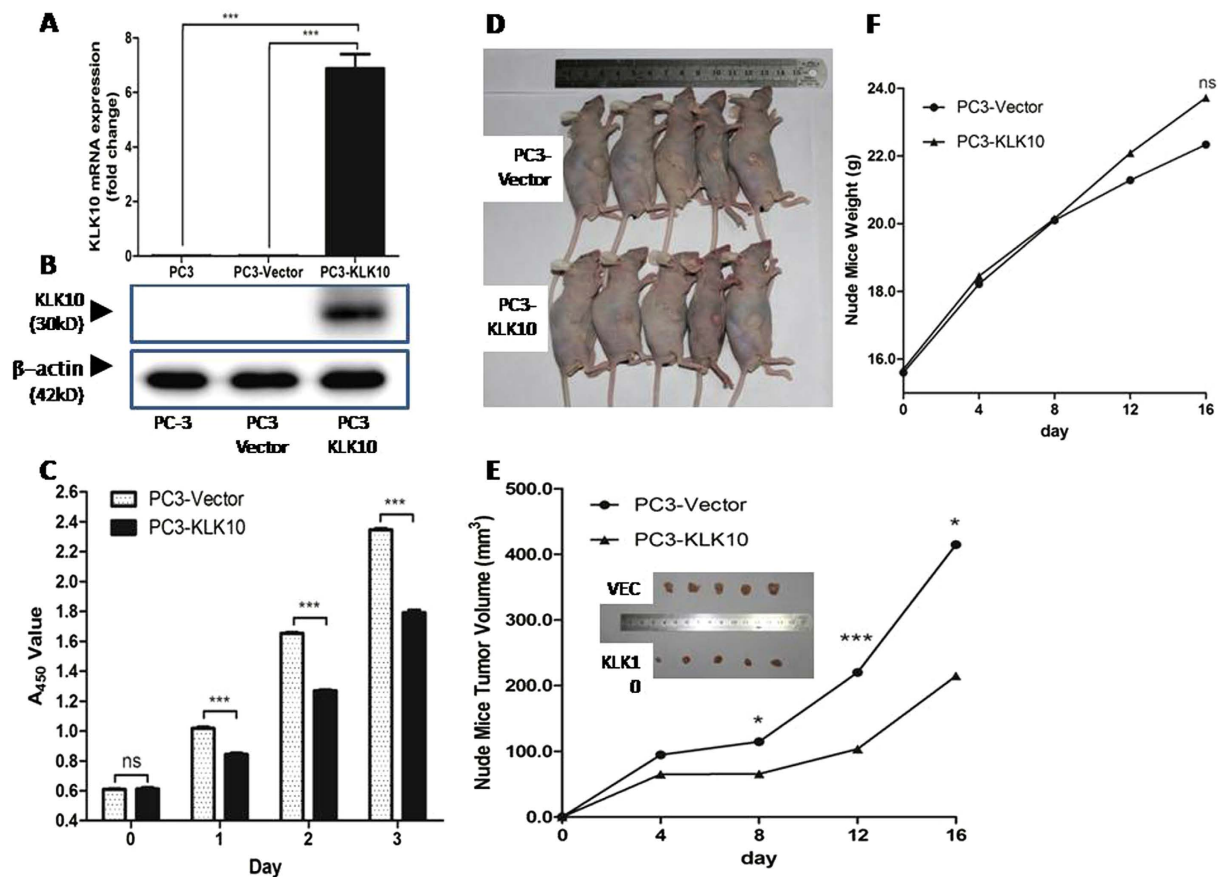 A
KLK10 mRNA expression
(fold change)
8
6
4
2
0
***
***
PC3
PC3-Vector
PC3-KLK10
B
KLK10
(30kD)
β-actin
(42kD)
PC-3
PC3
Vector
PC3
KLK10
C
PC3-Vector
PC3-KLK10
A450 Value
2.6
2.4
2.2
2.0
1.8
1.6
1.4
1.2
1.0
0.8
0.6
0.4
ns
***
***
***
0
1
2
3
Day
D
PC3-
Vector
PC3-
KLK10
E
PC3-Vector
PC3-KLK10
Nude Mice Tumor Volume (mm3)
500.0
400.0
300.0
200.0
100.0
0.0
VEC
KLK1
0
*
***
*
0
4
8
12
16
day
F
PC3-Vector
PC3-KLK10
Nude Mice Weight (g)
24.0
22.0
20.0
18.0
16.0
ns
0
4
8
12
16
day